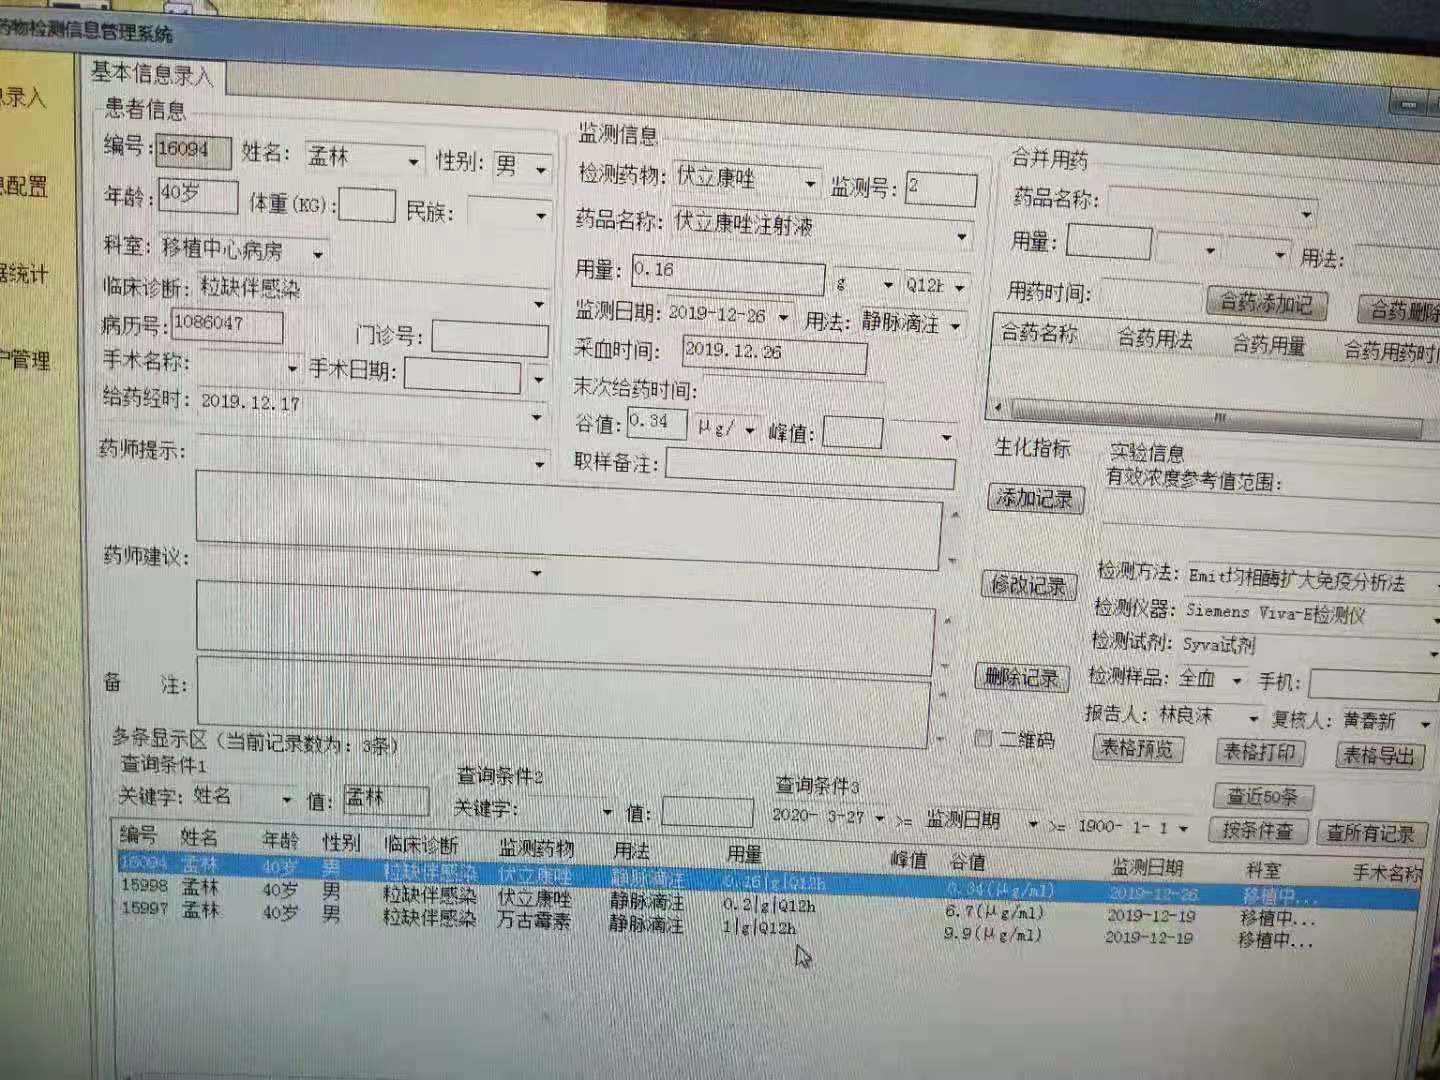 药物检测信息管理系统
基本信息录入
患者信息
编号: 16094 姓名: 孟林 性别: 男
年龄: 40岁 体重(KG): 民族:
科室: 移植中心病房
临床诊断: 粒缺伴感染
病历号: 1086047 门诊号:
手术名称: 手术日期:
给药经时: 2019.12.17
药师提示:
药师建议:
备 注:
监测信息
检测药物: 伏立康唑 监测号: 2
药品名称: 伏立康唑注射液
用量: 0.16 g Q12h
监测日期: 2019-12-26 用法: 静脉滴注
采血时间: 2019.12.26
末次给药时间:
谷值: 0.34 μg/ 峰值:
取样备注:
合并用药
药品名称:
用量: 用法:
用药时间: 合药添加记 合药删除
合药名称 合药用法 合药用量 合药用药时间
生化指标
添加记录
修改记录
删除记录
二维码
实验信息
有效浓度参考值范围:
检测方法: Emit均相酶扩大免疫分析法
检测仪器: Siemens Viva-E检测仪
检测试剂: Syva试剂
检测样品: 全血 手机:
报告人: 林良沫 复核人: 黄春新
表格预览 表格打印 表格导出
多条显示区(当前记录数为: 3条)
查询条件1 查询条件2 查询条件3
关键字: 姓名 值: 孟林 关键字: 值: 2020- 3-27 >= 监测日期 >= 1900- 1- 1
查近50条
按条件查 查所有记录
编号 姓名 年龄 性别 临床诊断 监测药物 用法 用量 峰值 谷值 监测日期 科室 手术名称
16094 孟林 40岁 男 粒缺伴感染 伏立康唑 静脉滴注 0.16|g|Q12h 0.34(μg/ml) 2019-12-26 移植中...
15998 孟林 40岁 男 粒缺伴感染 伏立康唑 静脉滴注 0.2|g|Q12h 6.7(μg/ml) 2019-12-19 移植中...
15997 孟林 40岁 男 粒缺伴感染 万古霉素 静脉滴注 1|g|Q12h 9.9(μg/ml) 2019-12-19 移植中...
息录入
息配置
据统计
户管理